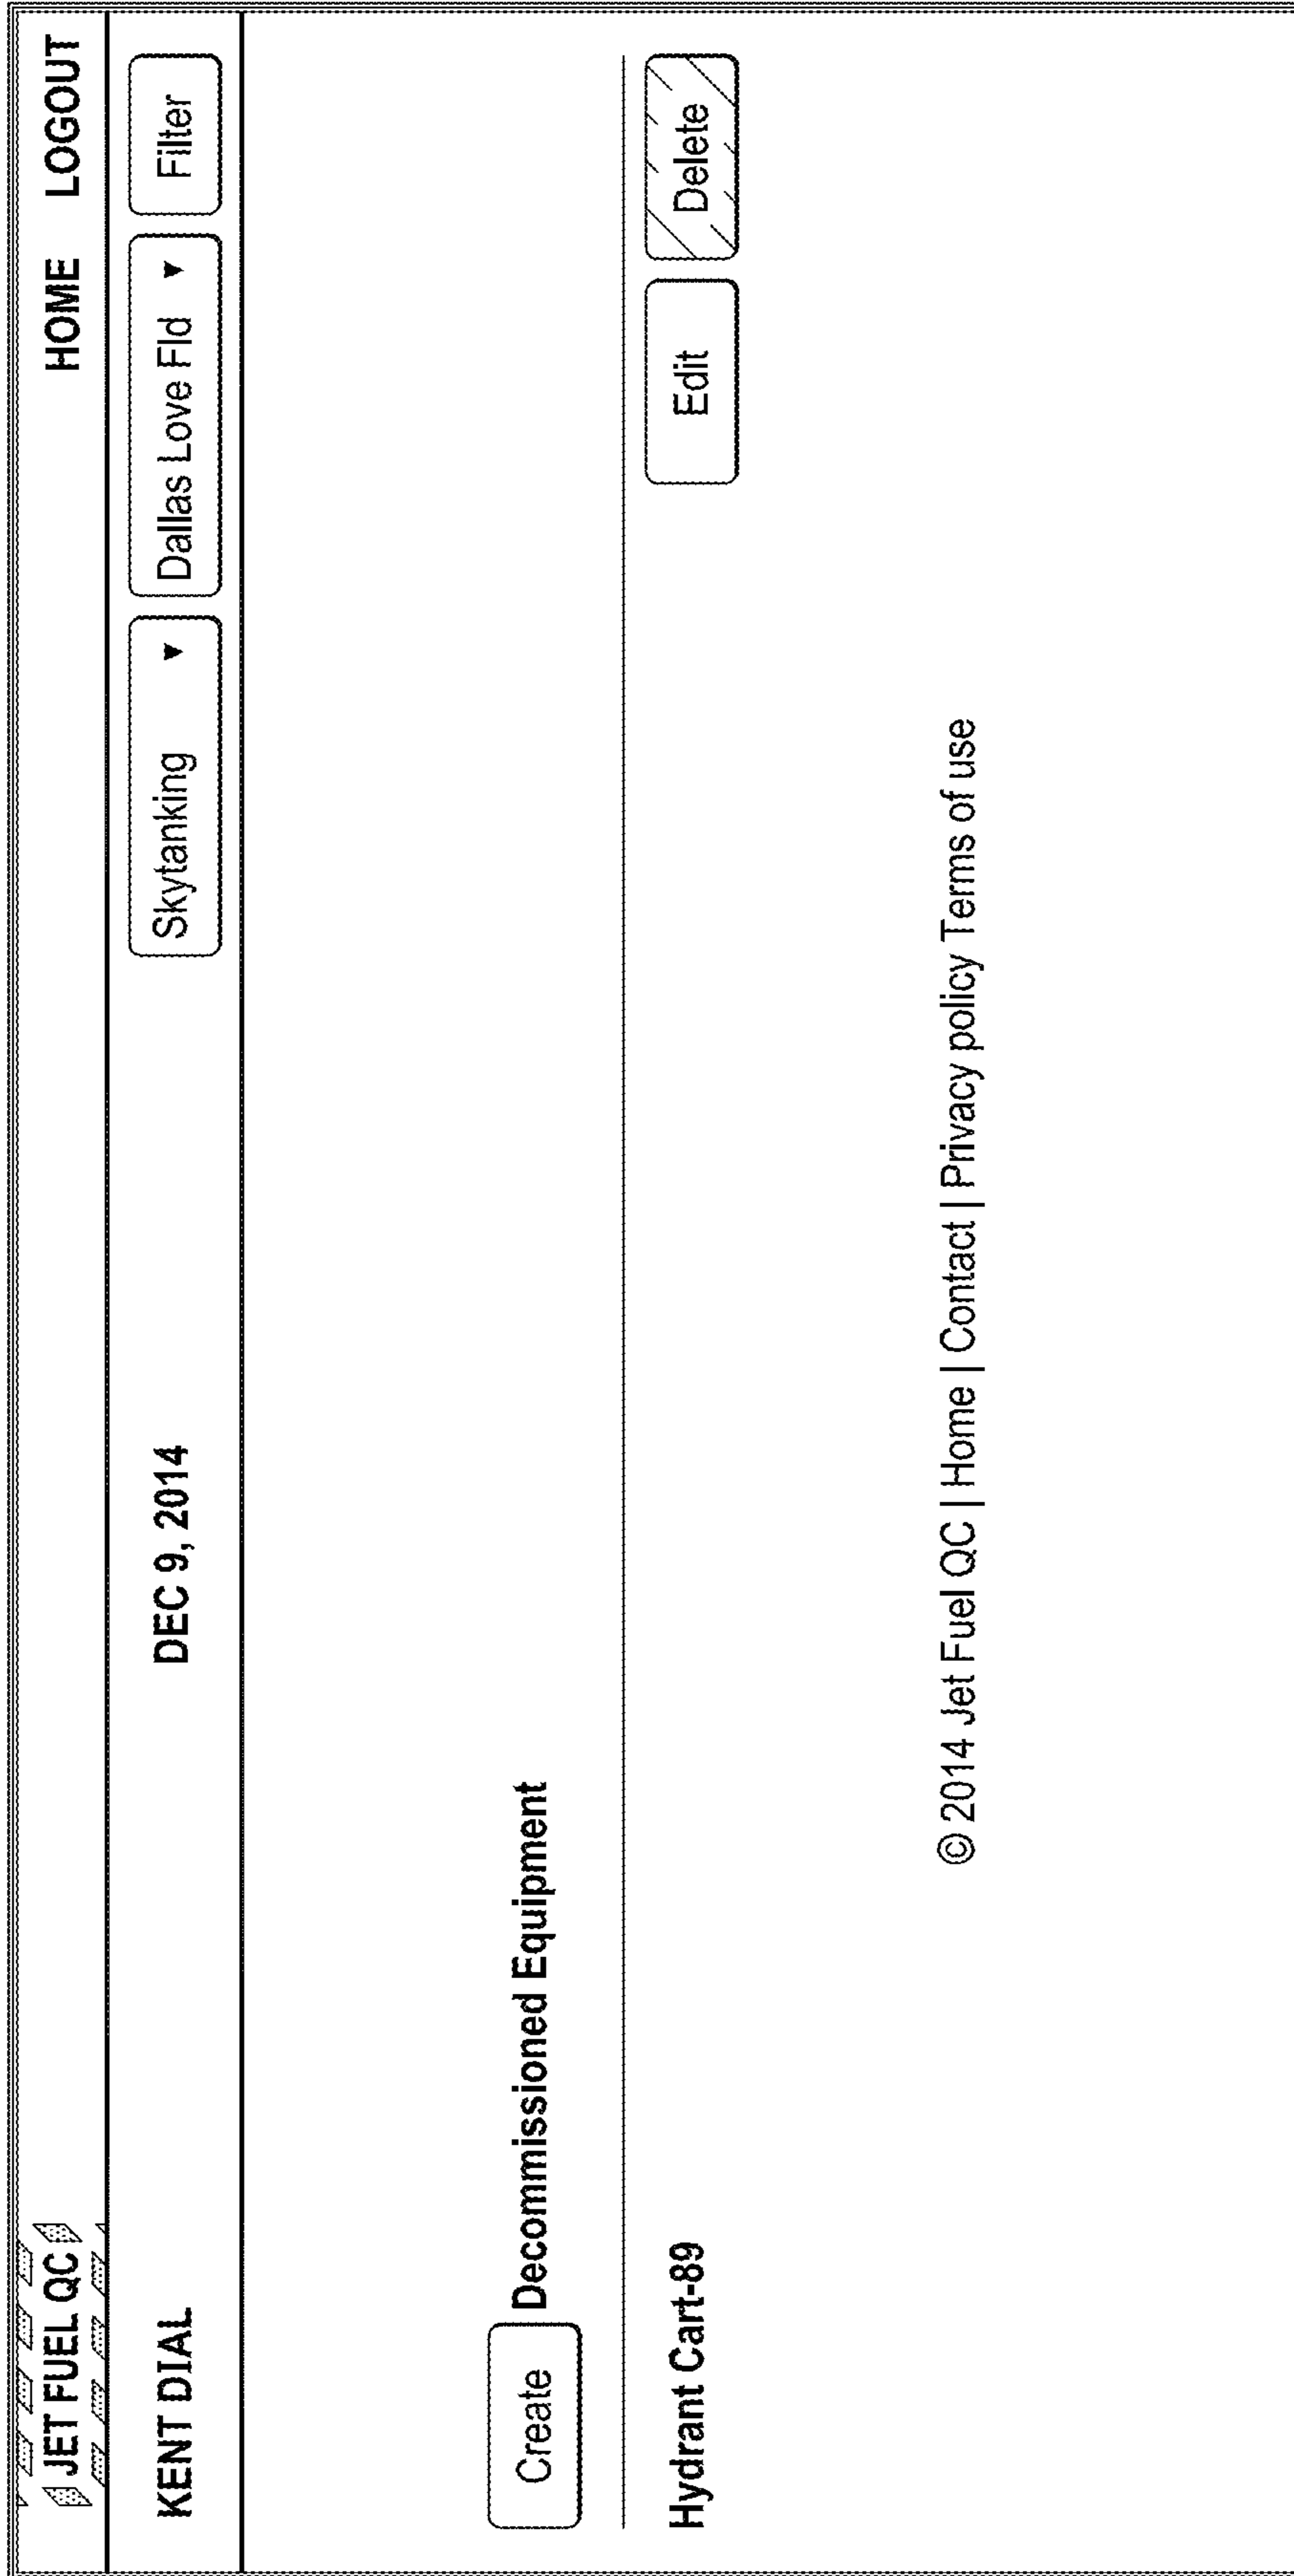 JET FUEL QC HOME LOGOUT
KENT DIAL DEC 9, 2014 Skytanking ▼ Dallas Love Fld ▼ Filter
Create Decommissioned Equipment
Hydrant Cart-89 Edit Delete
© 2014 Jet Fuel QC | Home | Contact | Privacy policy Terms of use